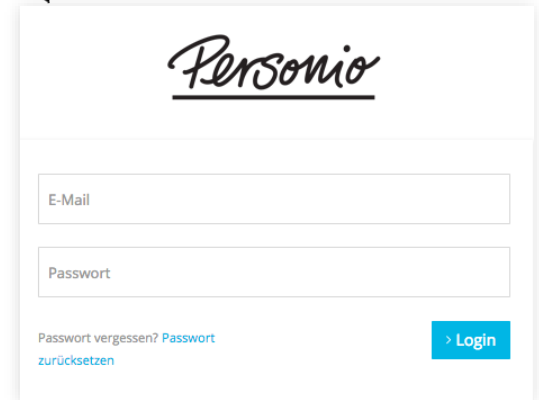 Personio
E-Mail
Passwort
Passwort vergessen? Passwort
zurücksetzen
› Login